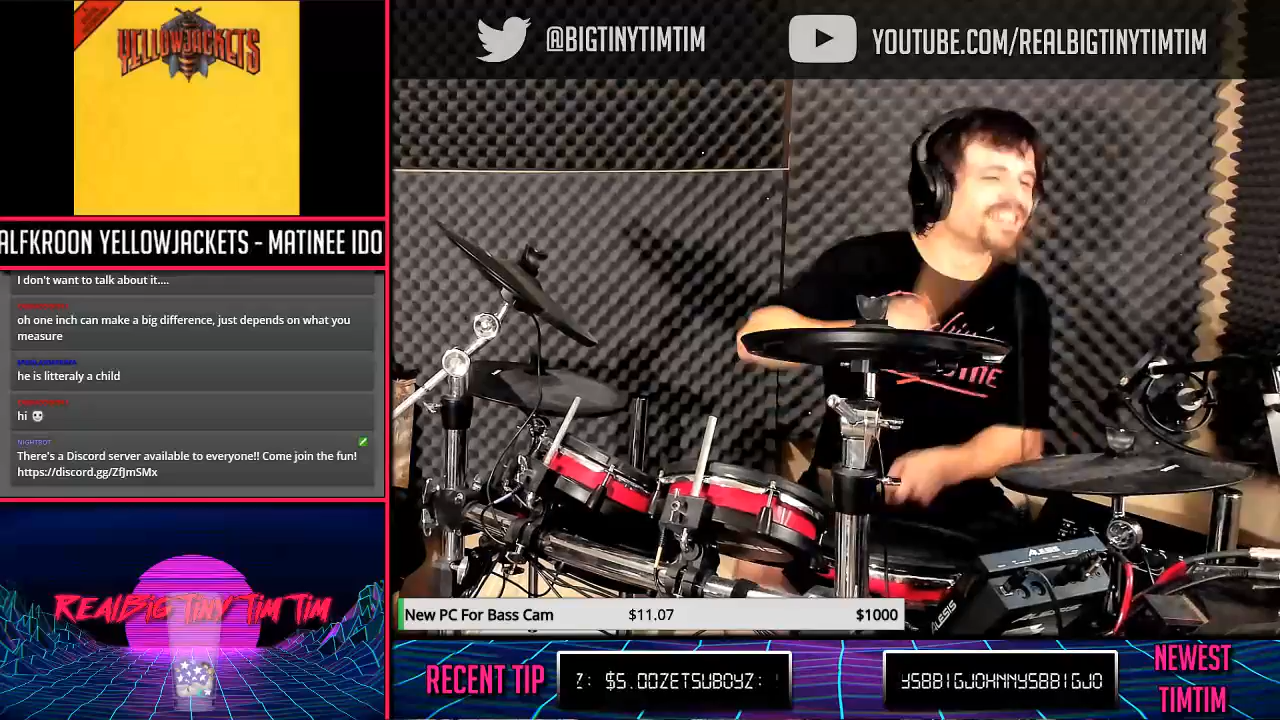 YELLOWJACKETS
@BIGTINYTIMTIM
YOUTUBE.COM/REALBIGTINYTIMTIM
ALFKROON YELLOWJACKETS - MATINEE IDO
I don't want to talk about it....
oh one inch can make a big difference, just depends on what you
measure
he is litteraly a child
hi
NIGHTBOT
There's a Discord server available to everyone!! Come join the fun!
https://discord.gg/ZfJmSMx
REALBIG TINY TIM TIM
ALESIS
ALESIS
New PC For Bass Cam $11.07 $1000
RECENT TIP
Z: $5.00ZETSUBOYZ:
YSBBIGJOHNNYSBBIGJO
NEWEST
TIMTIM